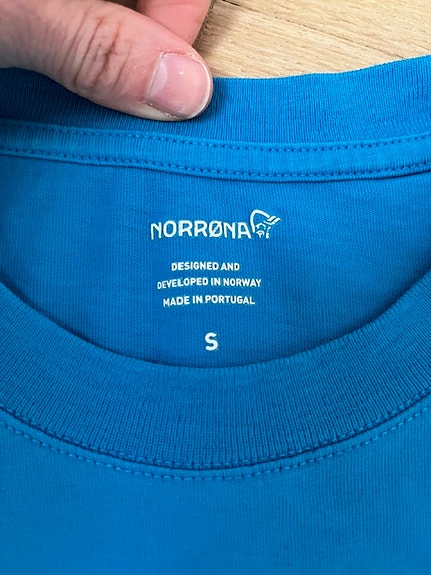 NORRØNA
DESIGNED AND
DEVELOPED IN NORWAY
MADE IN PORTUGAL
S